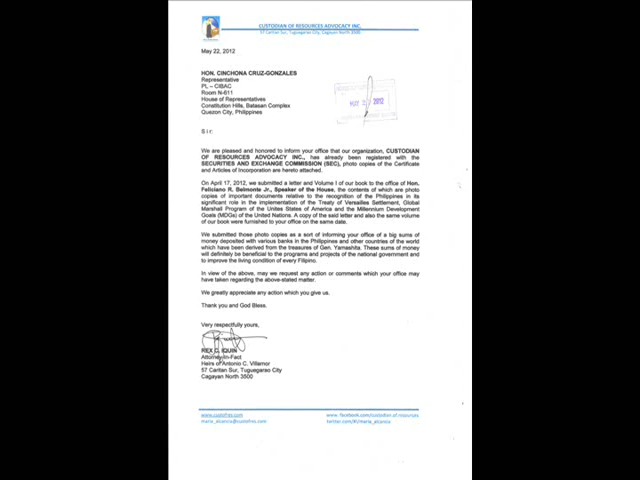 CUSTODIAN OF RESOURCES ADVOCACY INC.
57 Caritan Sur, Tuguegarao City, Cagayan North 3500
May 22, 2012
HON. CINCHONA CRUZ-GONZALES
Representative
PL – CIBAC
Room N-611
House of Representatives
Constitution Hills, Batasan Complex
Quezon City, Philippines
MAY 2 2012
S i r:
We are pleased and honored to inform your office that our organization, CUSTODIAN
OF RESOURCES ADVOCACY INC., has already been registered with the
SECURITIES AND EXCHANGE COMMISSION (SEC), photo copies of the Certificate
and Articles of Incorporation are hereto attached.
On April 17, 2012, we submitted a letter and Volume I of our book to the office of Hon.
Feliciano R. Belmonte Jr., Speaker of the House, the contents of which are photo
copies of important documents relative to the recognition of the Philippines in its
significant role in the implementation of the Treaty of Versailles Settlement, Global
Marshall Program of the Unites States of America and the Millennium Development
Goals (MDGs) of the United Nations. A copy of the said letter and also the same volume
of our book were furnished to your office on the same date.
We submitted those photo copies as a sort of informing your office of a big sums of
money deposited with various banks in the Philippines and other countries of the world
which have been derived from the treasures of Gen. Yamashita. These sums of money
will definitely be beneficial to the programs and projects of the national government and
to improve the living condition of every Filipino.
In view of the above, may we request any action or comments which your office may
have taken regarding the above-stated matter.
We greatly appreciate any action which you give us.
Thank you and God Bless.
Very respectfully yours,
REX C. IQUIN
Attorney-In-Fact
Heirs of Antonio C. Villamor
57 Caritan Sur, Tuguegarao City
Cagayan North 3500
www.custofres.com www.facebook.com/custodian of resources
maria_alcancia@custofres.com twitter.com/#!/maria_alcancia